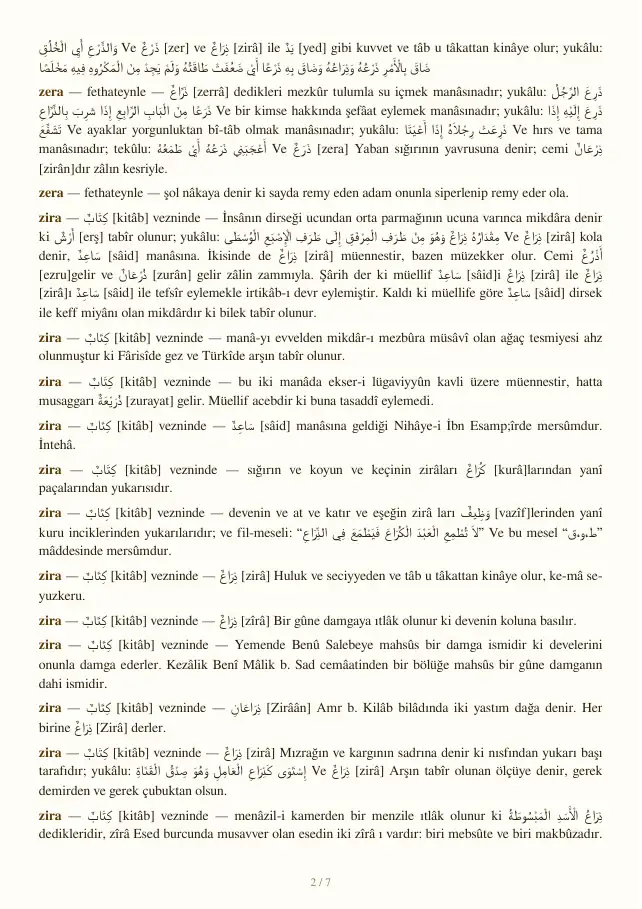 وَالذَّرْعِ أَيِ الْخُلُقِ Ve ذَرْعٌ [zer] ve ذِرَاعٌ [zirâ] ile يَدٌ [yed] gibi kuvvet ve tâb u tâkattan kinâye olur; yukâlu:
ضَاقَ بِالْأَمْرِ ذَرْعُهُ وَذِرَاعُهُ وَضَاقَ بِهِ ذَرْعًا أَيْ ضَعُفَتْ طَاقَتُهُ وَلَمْ يَجِدْ مِنَ الْمَكْرُوهِ فِيهِ مَخْلَصًا
zera — fethateynle — ذَرَّاعٌ [zerrâ] dedikleri mezkûr tulumla su içmek manâsınadır; yukâlu: ذَرِعَ الرَّجُلُ
ذَرَعًا مِنَ الْبَابِ الرَّابِعِ إِذَا شَرِبَ بِالذَّرَّاعِ Ve bir kimse hakkında şefâat eylemek manâsınadır; yukâlu: ذَرِعَ إِلَيْهِ إِذَا
تَشَفَّعَ Ve ayaklar yorgunluktan bî-tâb olmak manâsınadır; yukâlu: ذَرِعَتْ رِجْلَاهُ إِذَا أَعْيَتَا Ve hırs ve tama
manâsınadır; tekûlu: أَعْجَبَنِي ذَرَعُهُ أَيْ طَمَعُهُ Ve ذَرَعٌ [zera] Yaban sığırının yavrusuna denir; cemi ذِرْعَانٌ
[zirân]dır zâlın kesriyle.
zera — fethateynle — şol nâkaya denir ki sayda remy eden adam onunla siperlenip remy eder ola.
zira — كِتَابٌ [kitâb] vezninde — İnsânın dirseği ucundan orta parmağının ucuna varınca mikdâra denir
ki أَرْشٌ [erş] tabîr olunur; yukâlu: مِقْدَارُهُ ذِرَاعٌ وَهُوَ مِنْ طَرَفِ الْمِرْفَقِ إِلَى طَرَفِ الْإِصْبَعِ الْوُسْطَى Ve ذِرَاعٌ [zirâ] kola
denir, سَاعِدٌ [sâid] manâsına. İkisinde de ذِرَاعٌ [zirâ] müennestir, bazen müzekker olur. Cemi أَذْرُعٌ
[ezru]gelir ve ذُرْعَانٌ [zurân] gelir zâlin zammıyla. Şârih der ki müellif سَاعِدٌ [sâid]i ذِرَاعٌ [zirâ] ile ذِرَاعٌ
[zirâ]ı سَاعِدٌ [sâid] ile tefsîr eylemekle irtikâb-ı devr eylemiştir. Kaldı ki müellife göre سَاعِدٌ [sâid] dirsek
ile keff miyânı olan mikdârdır ki bilek tabîr olunur.
zira — كِتَابٌ [kitâb] vezninde — manâ-yı evvelden mikdâr-ı mezbûra müsâvî olan ağaç tesmiyesi ahz
olunmuştur ki Fârisîde gez ve Türkîde arşın tabîr olunur.
zira — كِتَابٌ [kitâb] vezninde — bu iki manâda ekser-i lügaviyyûn kavli üzere müennestir, hatta
musaggarı ذُرَيْعَةٌ [zurayat] gelir. Müellif acebdir ki buna tasaddî eylemedi.
zira — كِتَابٌ [kitâb] vezninde — سَاعِدٌ [sâid] manâsına geldiği Nihâye-i İbn Esamp;îrde mersûmdur.
İntehâ.
zira — كِتَابٌ [kitâb] vezninde — sığırın ve koyun ve keçinin zirâları كُرَاعٌ [kurâ]larından yanî
paçalarından yukarısıdır.
zira — كِتَابٌ [kitâb] vezninde — devenin ve at ve katır ve eşeğin zirâ ları وَظِيفٌ [vazîf]lerinden yanî
kuru inciklerinden yukarılarıdır; ve fil-meseli: “لَا تُطْعِمِ الْعَبْدَ الْكُرَاعَ فَيَطْمَعَ فِي الذِّرَاعِ” Ve bu mesel “ط،و،ق”
mâddesinde mersûmdur.
zira — كِتَابٌ [kitâb] vezninde — ذِرَاعٌ [zirâ] Huluk ve seciyyeden ve tâb u tâkattan kinâye olur, ke-mâ se-
yuzkeru.
zira — كِتَابٌ [kitâb] vezninde — ذِرَاعٌ [zîrâ] Bir gûne damgaya ıtlâk olunur ki devenin koluna basılır.
zira — كِتَابٌ [kitâb] vezninde — Yemende Benû Salebeye mahsûs bir damga ismidir ki develerini
onunla damga ederler. Kezâlik Benî Mâlik b. Sad cemâatinden bir bölüğe mahsûs bir gûne damganın
dahi ismidir.
zira — كِتَابٌ [kitâb] vezninde — ذِرَاعَانِ [Zirâân] Amr b. Kilâb bilâdında iki yastım dağa denir. Her
birine ذِرَاعٌ [Zirâ] derler.
zira — كِتَابٌ [kitâb] vezninde — ذِرَاعٌ [zirâ] Mızrağın ve kargının sadrına denir ki nısfından yukarı başı
tarafıdır; yukâlu: إِسْتَوَى كَذِرَاعِ الْعَامِلِ وَهُوَ صَدْقُ الْقَنَاةِ Ve ذِرَاعٌ [zirâ] Arşın tabîr olunan ölçüye denir, gerek
demirden ve gerek çubuktan olsun.
zira — كِتَابٌ [kitâb] vezninde — menâzil-i kamerden bir menzile ıtlâk olunur ki ذِرَاعُ الْأَسَدِ الْمَبْسُوطَةُ
dedikleridir, zîrâ Esed burcunda musavver olan esedin iki zîrâ ı vardır: biri mebsûte ve biri makbûzadır.
2 / 7